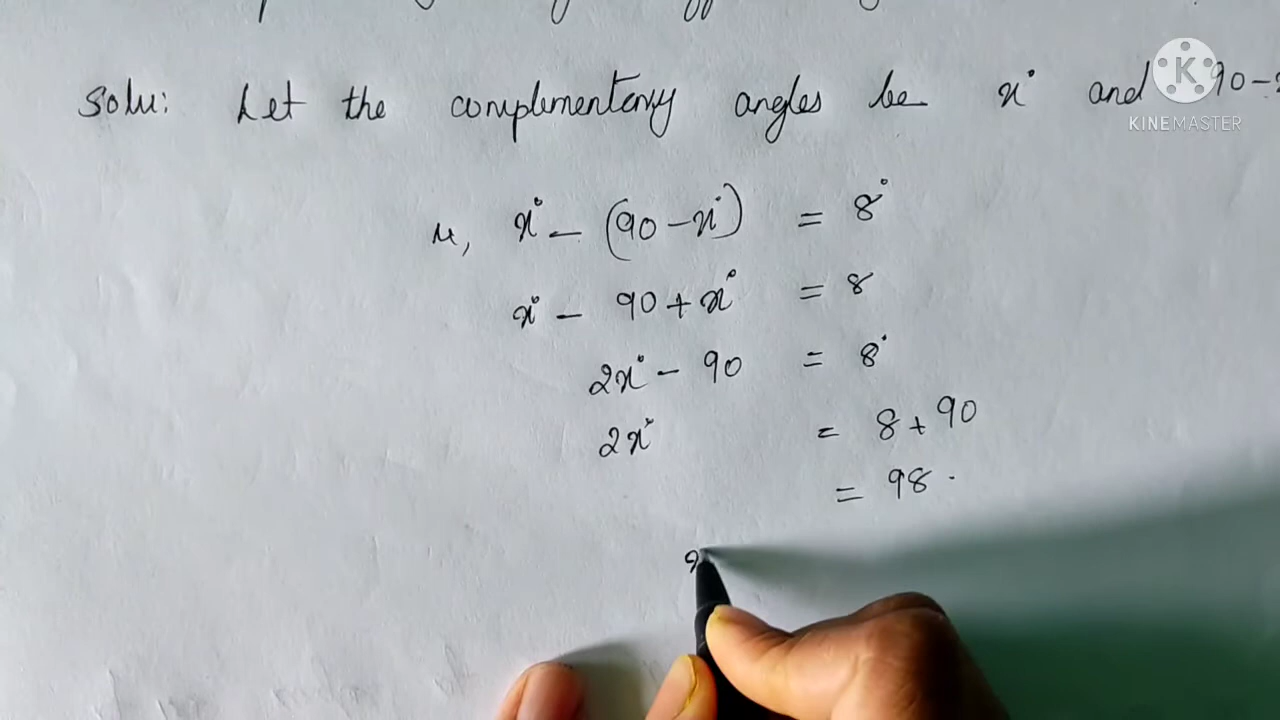 Solu: Let the complementary angles be x° and 90-
KINEMASTER
x° - (90 - x°) = 8°
x° - 90 + x° = 8
2x° - 90 = 8°
2x° = 8 + 90
= 98.